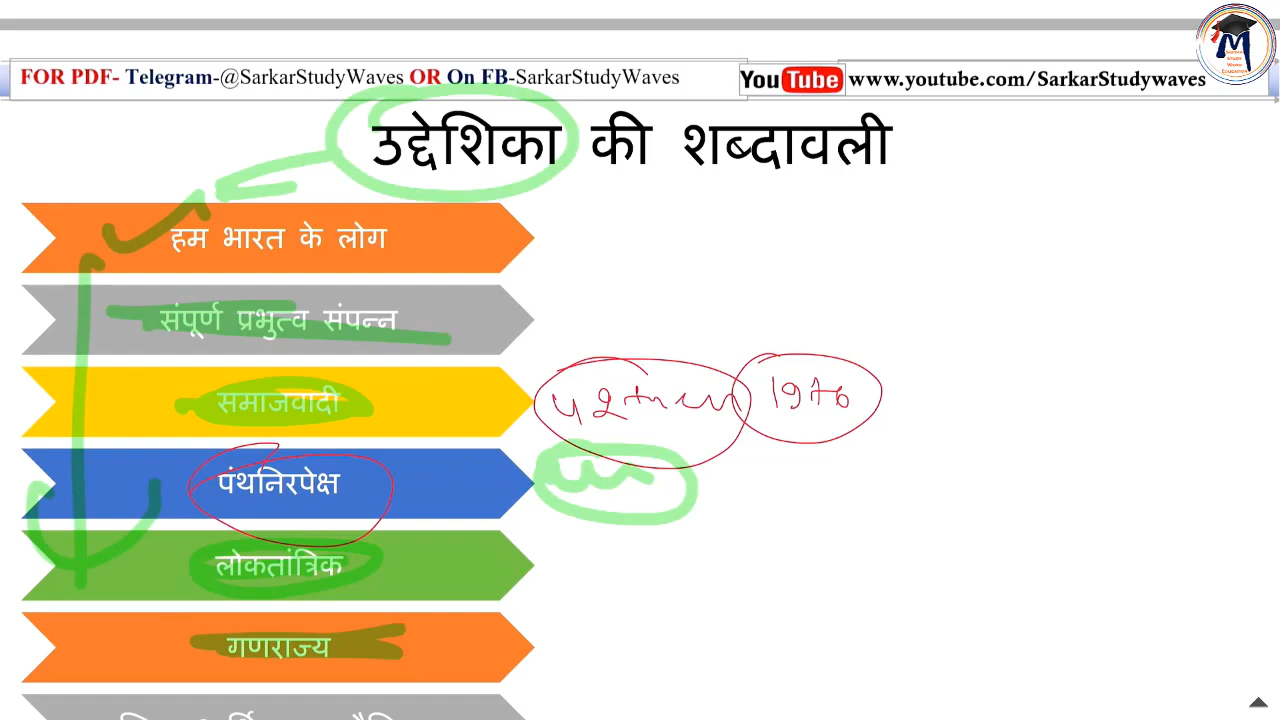 FOR PDF- Telegram-@SarkarStudyWaves OR On FB-SarkarStudyWaves
YouTube www.youtube.com/SarkarStudywaves
उद्देशिका की शब्दावली
हम भारत के लोग
संपूर्ण प्रभुत्व संपन्न
समाजवादी
1976
पंथनिरपेक्ष
लोकतांत्रिक
गणराज्य